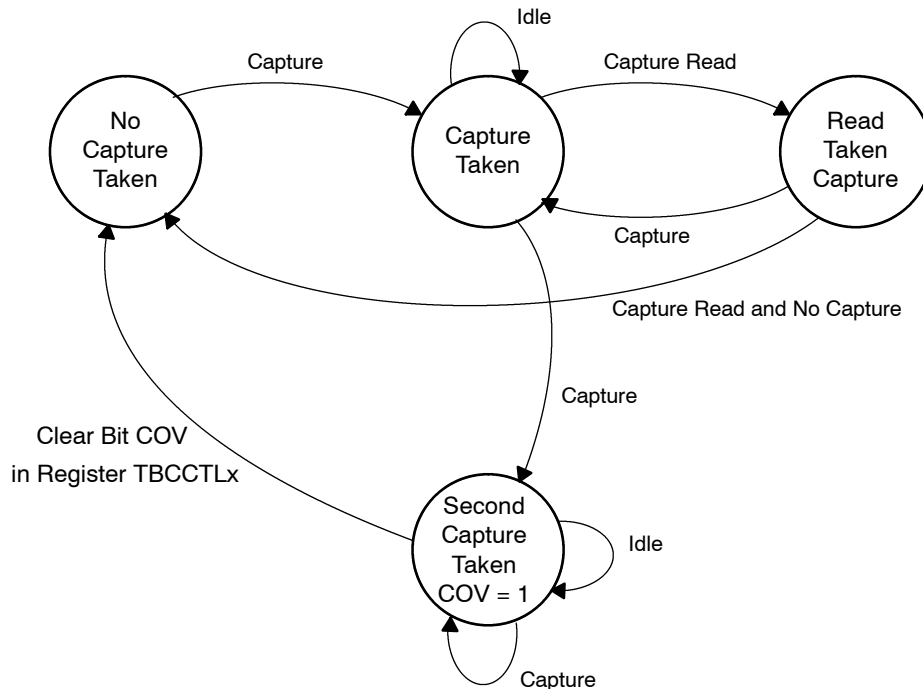 Idle
Capture
Capture Read
No
Capture
Taken
Capture
Taken
Read
Taken
Capture
Capture
Capture Read and No Capture
Capture
Clear Bit COV
in Register TBCCTLx
Second
Capture
Taken
COV = 1
Idle
Capture